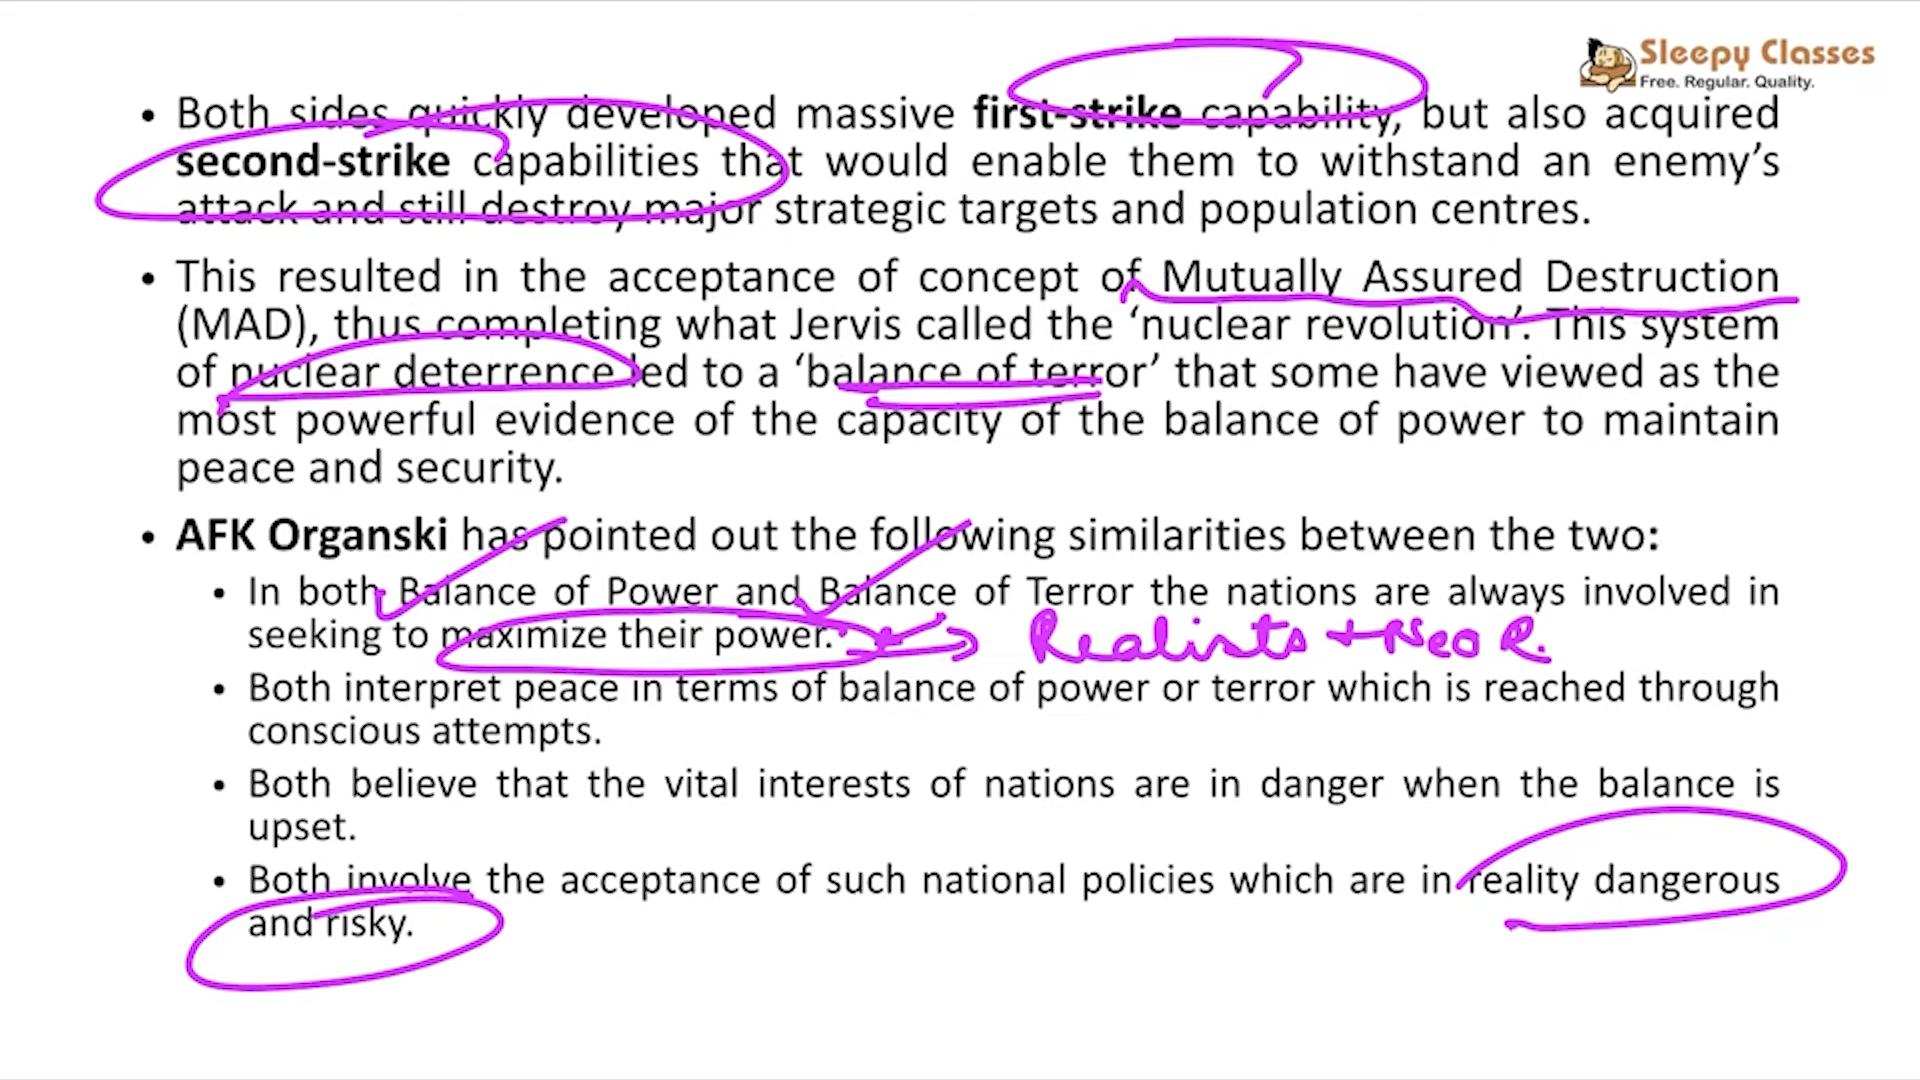 Sleepy Classes
Free. Regular. Quality.
• Both sides quickly developed massive first-strike capability, but also acquired
second-strike capabilities that would enable them to withstand an enemy’s
attack and still destroy major strategic targets and population centres.
• This resulted in the acceptance of concept of Mutually Assured Destruction
(MAD), thus completing what Jervis called the ‘nuclear revolution’. This system
of nuclear deterrence led to a ‘balance of terror’ that some have viewed as the
most powerful evidence of the capacity of the balance of power to maintain
peace and security.
• AFK Organski has pointed out the following similarities between the two:
• In both Balance of Power and Balance of Terror the nations are always involved in
seeking to maximize their power. Realists + Neo R.
• Both interpret peace in terms of balance of power or terror which is reached through
conscious attempts.
• Both believe that the vital interests of nations are in danger when the balance is
upset.
• Both involve the acceptance of such national policies which are in reality dangerous
and risky.